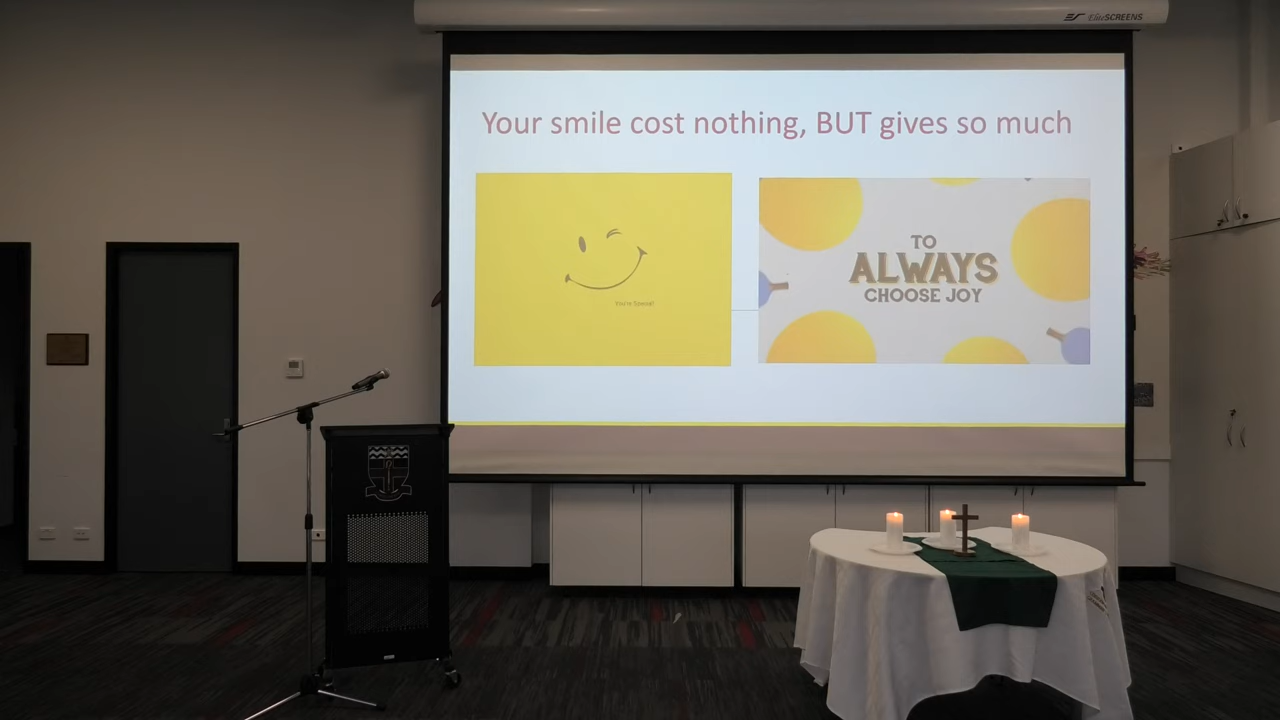 EliteSCREENS
Your smile cost nothing, BUT gives so much
You're Special!
TO
ALWAYS
CHOOSE JOY